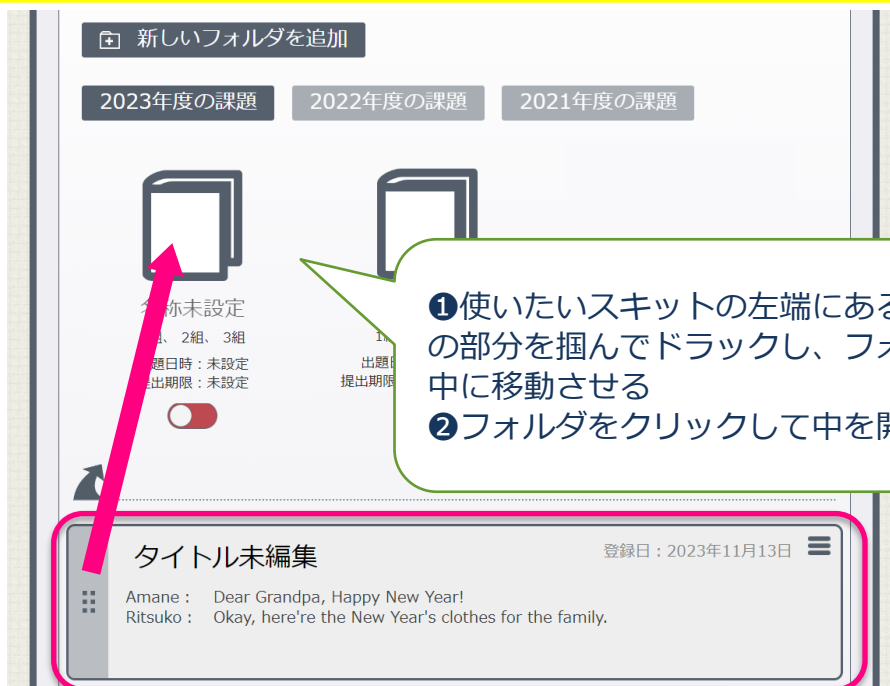 新しいフォルダを追加
2023年度の課題 2022年度の課題 2021年度の課題
称未設定
2組、 3組
題日時：未設定
出期限：未設定
出題
提出期限
❶使いたいスキットの左端にある
の部分を掴んでドラックし、フォ
中に移動させる
❷フォルダをクリックして中を開
タイトル未編集 登録日：2023年11月13日
Amane： Dear Grandpa, Happy New Year!
Ritsuko： Okay, here're the New Year's clothes for the family.